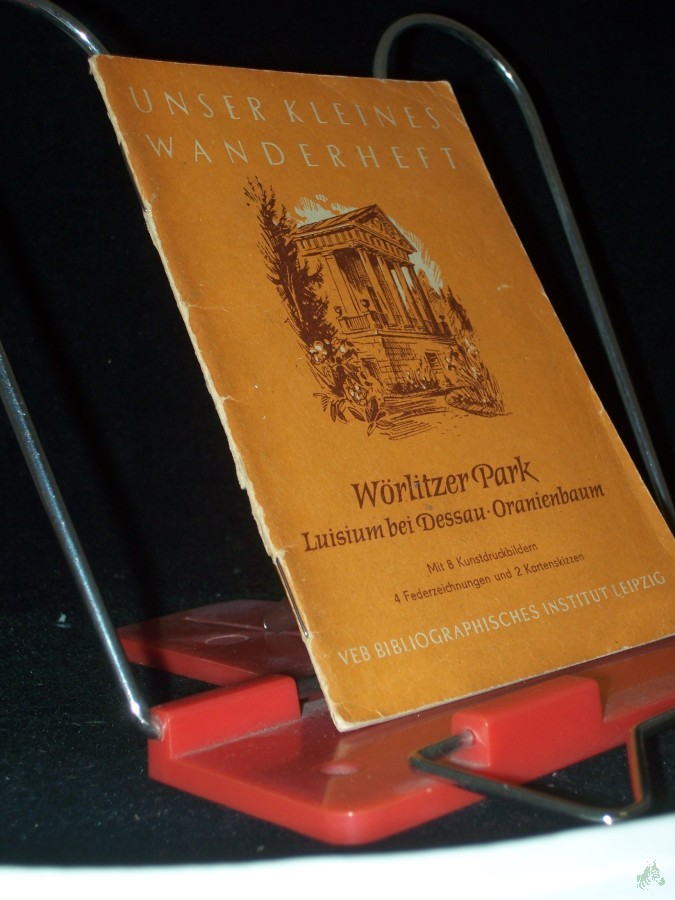 UNSER KLEINES
WANDERHEFT
Wörlitzer Park
Luisium bei Dessau · Oranienbaum
Mit 8 Kunstdruckbildern
4 Federzeichnungen und 2 Kartenskizzen
VEB BIBLIOGRAPHISCHES INSTITUT LEIPZIG